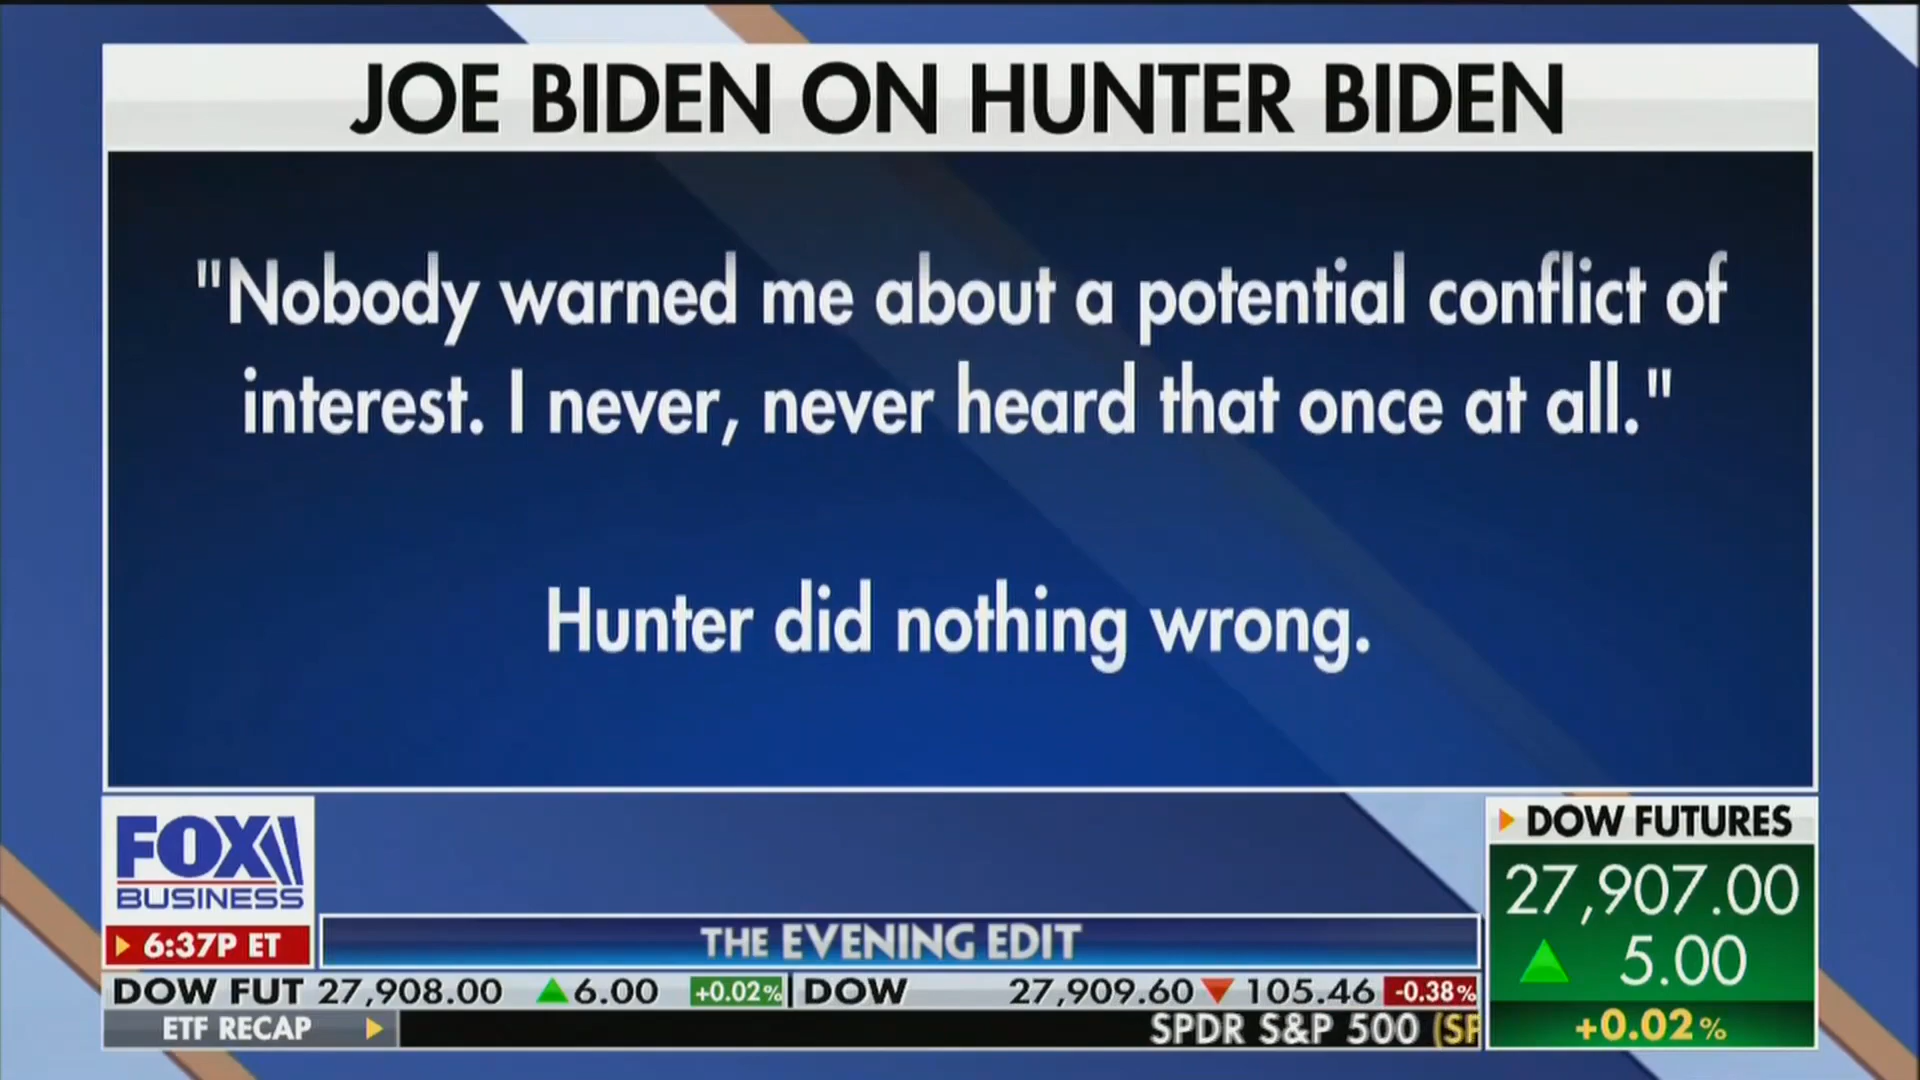 JOE BIDEN ON HUNTER BIDEN
"Nobody warned me about a potential conflict of
interest. I never, never heard that once at all."
Hunter did nothing wrong.
FOX
BUSINESS
6:37P ET
THE EVENING EDIT
DOW FUTURES
27,907.00
5.00
+0.02%
DOW FUT 27,908.00 6.00 +0.02% DOW 27,909.60 105.46 -0.38%
ETF RECAP SPDR S&P 500 (SP